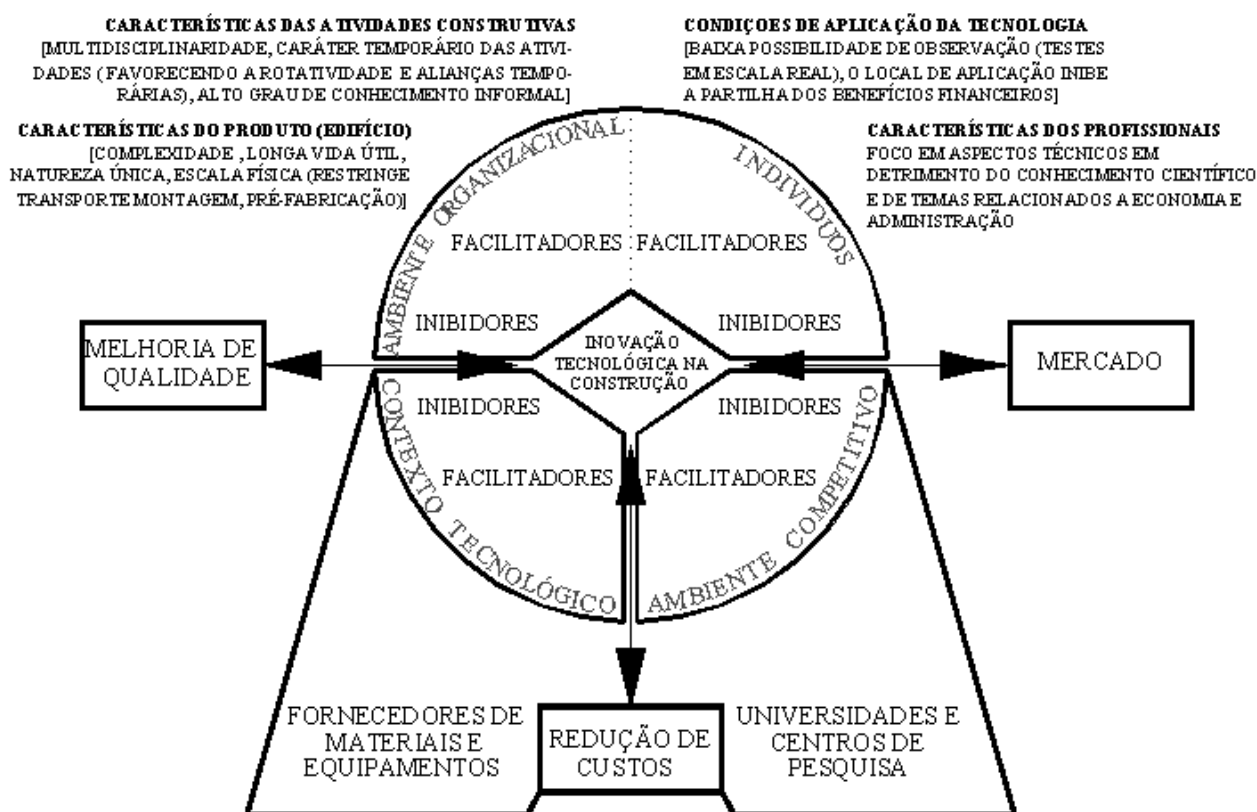 CARACTERÍSTICAS DAS ATIVIDADES CONSTRUTIVAS
[MULTIDISCIPLINARIDADE, CARÁTER TEMPORÁRIO DAS ATIVI-
DADES (FAVORECENDO A ROTATIVIDADE E ALIANÇAS TEMPO-
RÁRIAS), ALTO GRAU DE CONHECIMENTO INFORMAL]
CONDIÇOES DE APLICAÇÃO DA TECNOLOGIA
[BAIXA POSSIBILIDADE DE OBSERVAÇÃO (TESTES
EM ESCALA REAL), O LOCAL DE APLICAÇÃO INIBE
A PARTILHA DOS BENEFÍCIOS FINANCEIROS]
CARACTERÍSTICAS DO PRODUTO (EDIFÍCIO)
[COMPLEXIDADE , LONGA VIDA ÚTIL,
NATUREZA ÚNICA, ESCALA FÍSICA (RESTRINGE
TRANSPORTE MONTAGEM, PRÉ-FABRICAÇÃO)]
CARACTERÍSTICAS DOS PROFISSIONAIS
FOCO EM ASPECTOS TÉCNICOS EM
DETRIMENTO DO CONHECIMENTO CIENTÍFICO
E DE TEMAS RELACIONADOS A ECONOMIA E
ADMINISTRAÇÃO
AMBIENTE ORGANIZACIONAL
INDIVIDUOS
FACILITADORES
FACILITADORES
INIBIDORES
INIBIDORES
MELHORIA DE
QUALIDADE
INOVAÇÃO
TECNOLÓGICA NA
CONSTRUÇÃO
MERCADO
INIBIDORES
INIBIDORES
FACILITADORES
FACILITADORES
CONTEXTO TECNOLÓGICO
AMBIENTE COMPETITIVO
FORNECEDORES DE
MATERIAIS E
EQUIPAMENTOS
REDUÇÃO DE
CUSTOS
UNIVERSIDADES E
CENTROS DE
PESQUISA